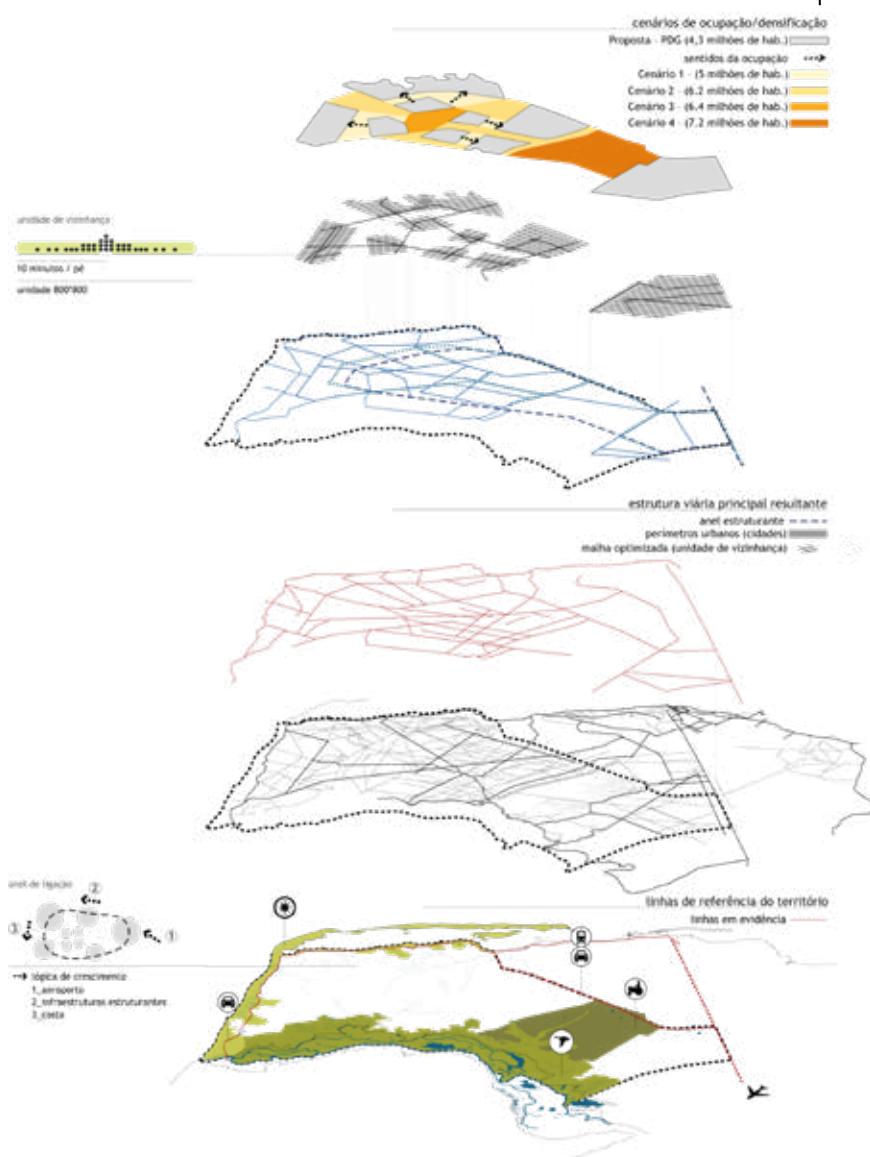 cenários de ocupação/densificação
Proposta - PDG (4,3 milhões de hab.)
sentidos da ocupação
Cenário 1 - (5 milhões de hab.)
Cenário 2 - (6.2 milhões de hab.)
Cenário 3 - (6.4 milhões de hab.)
Cenário 4 - (7.2 milhões de hab.)
unidade de vizinhança
10 minutos / pé
unidade 800*800
estrutura viária principal resultante
anel estruturante
perímetros urbanos (cidades)
malha optimizada (unidade de vizinhança)
anel de ligação
2
3
1
lógica de crescimento
1_aeroporto
2_infraestruturas estruturantes
3_costa
linhas de referência do território
linhas em evidência